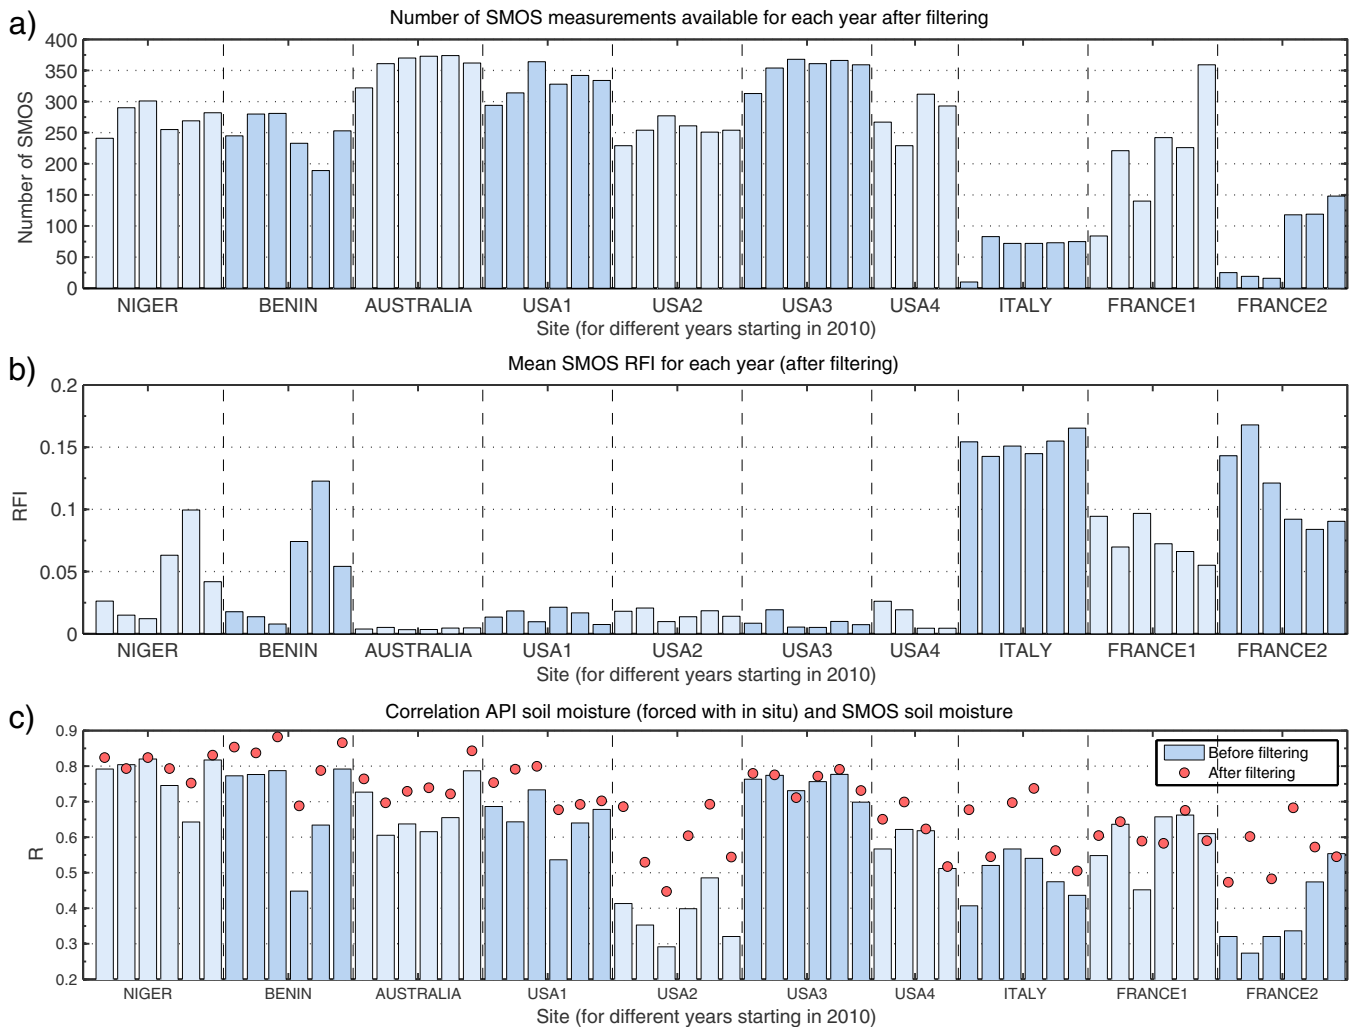 a)
Number of SMOS measurements available for each year after filtering
400
350
300
250
200
150
100
50
0
Number of SMOS
NIGER BENIN AUSTRALIA USA1 USA2 USA3 USA4 ITALY FRANCE1 FRANCE2
Site (for different years starting in 2010)
b)
Mean SMOS RFI for each year (after filtering)
0.2
0.15
0.1
0.05
0
RFI
NIGER BENIN AUSTRALIA USA1 USA2 USA3 USA4 ITALY FRANCE1 FRANCE2
Site (for different years starting in 2010)
c)
Correlation API soil moisture (forced with in situ) and SMOS soil moisture
0.9
0.8
0.7
0.6
0.5
0.4
0.3
0.2
R
Before filtering
After filtering
NIGER BENIN AUSTRALIA USA1 USA2 USA3 USA4 ITALY FRANCE1 FRANCE2
Site (for different years starting in 2010)